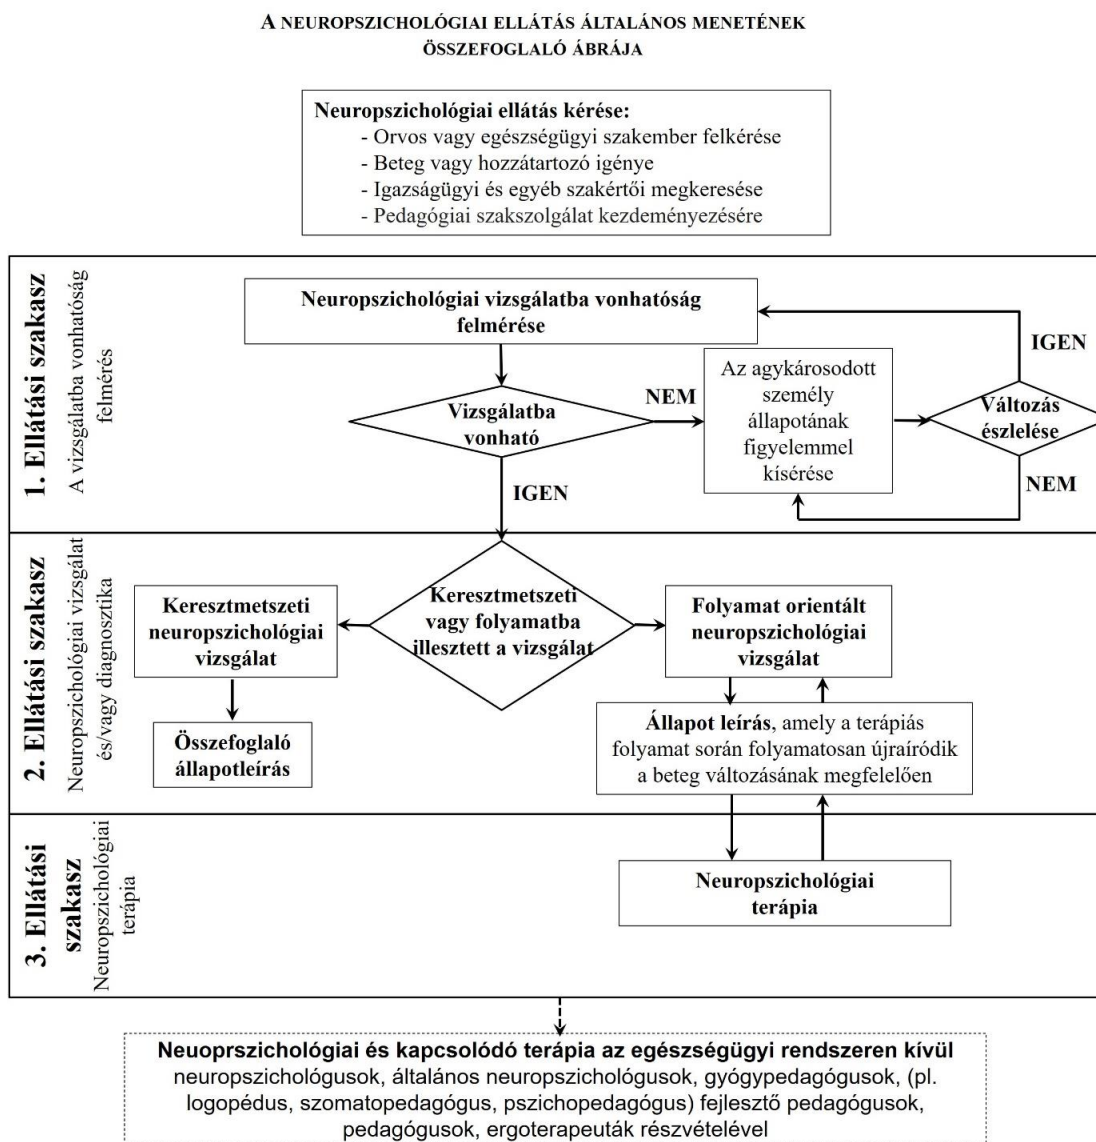 A NEUROPSZICHOLÓGIAI ELLÁTÁS ÁLTALÁNOS MENETÉNEK
ÖSSZEFOGLALÓ ÁBRÁJA
Neuropszichológiai ellátás kérése:
- Orvos vagy egészségügyi szakember felkérése
- Beteg vagy hozzátartozó igénye
- Igazságügyi és egyéb szakértői megkeresése
- Pedagógiai szakszolgálat kezdeményezésére
1. Ellátási szakasz
A vizsgálatba vonhatóság
felmérés
Neuropszichológiai vizsgálatba vonhatóság
felmérése
Vizsgálatba
vonható
NEM
IGEN
Az agykárosodott
személy
állapotának
figyelemmel
kísérése
Változás
észlelése
IGEN
NEM
2. Ellátási szakasz
Neuropszichológiai vizsgálat
és/vagy diagnosztika
Keresztmetszeti
neuropszichológiai
vizsgálat
Keresztmetszeti
vagy folyamatba
illesztett a vizsgálat
Folyamat orientált
neuropszichológiai
vizsgálat
Összefoglaló
állapotleírás
Állapot leírás, amely a terápiás
folyamat során folyamatosan újraíródik
a beteg változásának megfelelően
3. Ellátási
szakasz
Neuropszichológiai
terápia
Neuropszichológiai
terápia
Neuoprszichológiai és kapcsolódó terápia az egészségügyi rendszeren kívül
neuropszichológusok, általános neuropszichológusok, gyógypedagógusok, (pl.
logopédus, szomatopedagógus, pszichopedagógus) fejlesztő pedagógusok,
pedagógusok, ergoterapeuták részvételével